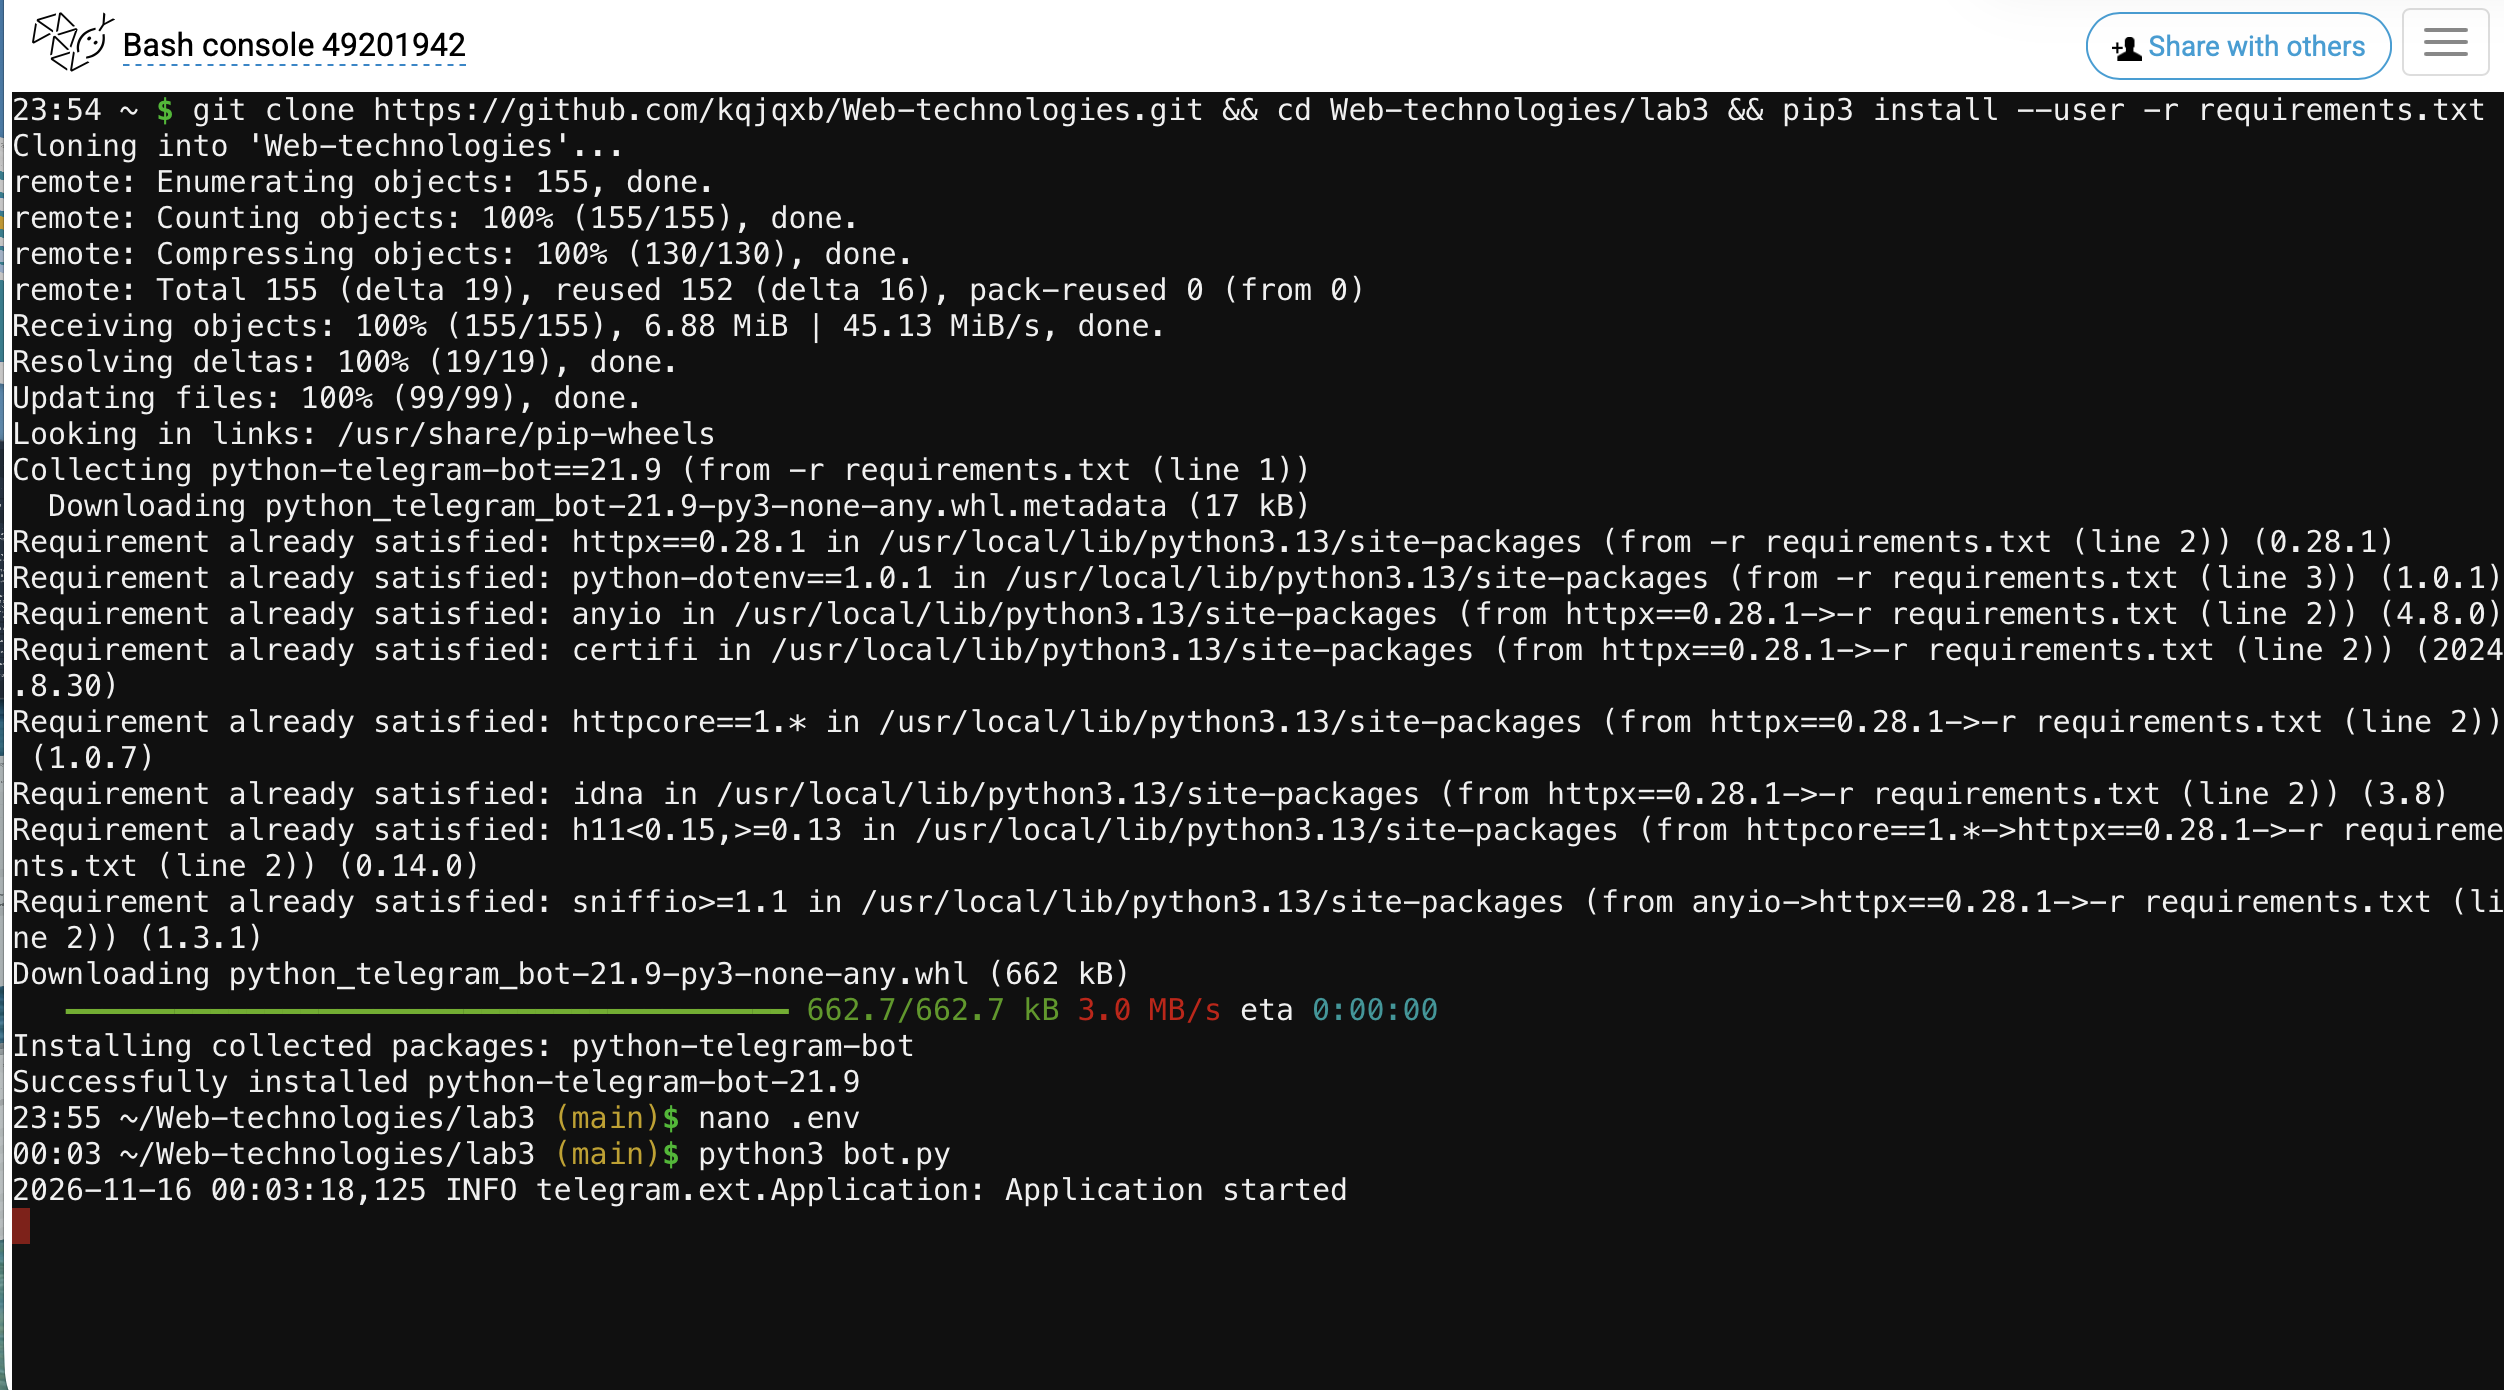 Bash console 49201942
Share with others
23:54 ~ $ git clone https://github.com/kqjqxb/Web-technologies.git && cd Web-technologies/lab3 && pip3 install --user -r requirements.txt
Cloning into 'Web-technologies'...
remote: Enumerating objects: 155, done.
remote: Counting objects: 100% (155/155), done.
remote: Compressing objects: 100% (130/130), done.
remote: Total 155 (delta 19), reused 152 (delta 16), pack-reused 0 (from 0)
Receiving objects: 100% (155/155), 6.88 MiB | 45.13 MiB/s, done.
Resolving deltas: 100% (19/19), done.
Updating files: 100% (99/99), done.
Looking in links: /usr/share/pip-wheels
Collecting python-telegram-bot==21.9 (from -r requirements.txt (line 1))
  Downloading python_telegram_bot-21.9-py3-none-any.whl.metadata (17 kB)
Requirement already satisfied: httpx==0.28.1 in /usr/local/lib/python3.13/site-packages (from -r requirements.txt (line 2)) (0.28.1)
Requirement already satisfied: python-dotenv==1.0.1 in /usr/local/lib/python3.13/site-packages (from -r requirements.txt (line 3)) (1.0.1)
Requirement already satisfied: anyio in /usr/local/lib/python3.13/site-packages (from httpx==0.28.1->-r requirements.txt (line 2)) (4.8.0)
Requirement already satisfied: certifi in /usr/local/lib/python3.13/site-packages (from httpx==0.28.1->-r requirements.txt (line 2)) (2024
.8.30)
Requirement already satisfied: httpcore==1.* in /usr/local/lib/python3.13/site-packages (from httpx==0.28.1->-r requirements.txt (line 2))
 (1.0.7)
Requirement already satisfied: idna in /usr/local/lib/python3.13/site-packages (from httpx==0.28.1->-r requirements.txt (line 2)) (3.8)
Requirement already satisfied: h11<0.15,>=0.13 in /usr/local/lib/python3.13/site-packages (from httpcore==1.*->httpx==0.28.1->-r requireme
nts.txt (line 2)) (0.14.0)
Requirement already satisfied: sniffio>=1.1 in /usr/local/lib/python3.13/site-packages (from anyio->httpx==0.28.1->-r requirements.txt (li
ne 2)) (1.3.1)
Downloading python_telegram_bot-21.9-py3-none-any.whl (662 kB)
662.7/662.7 kB 3.0 MB/s eta 0:00:00
Installing collected packages: python-telegram-bot
Successfully installed python-telegram-bot-21.9
23:55 ~/Web-technologies/lab3 (main)$ nano .env
00:03 ~/Web-technologies/lab3 (main)$ python3 bot.py
2026-11-16 00:03:18,125 INFO telegram.ext.Application: Application started